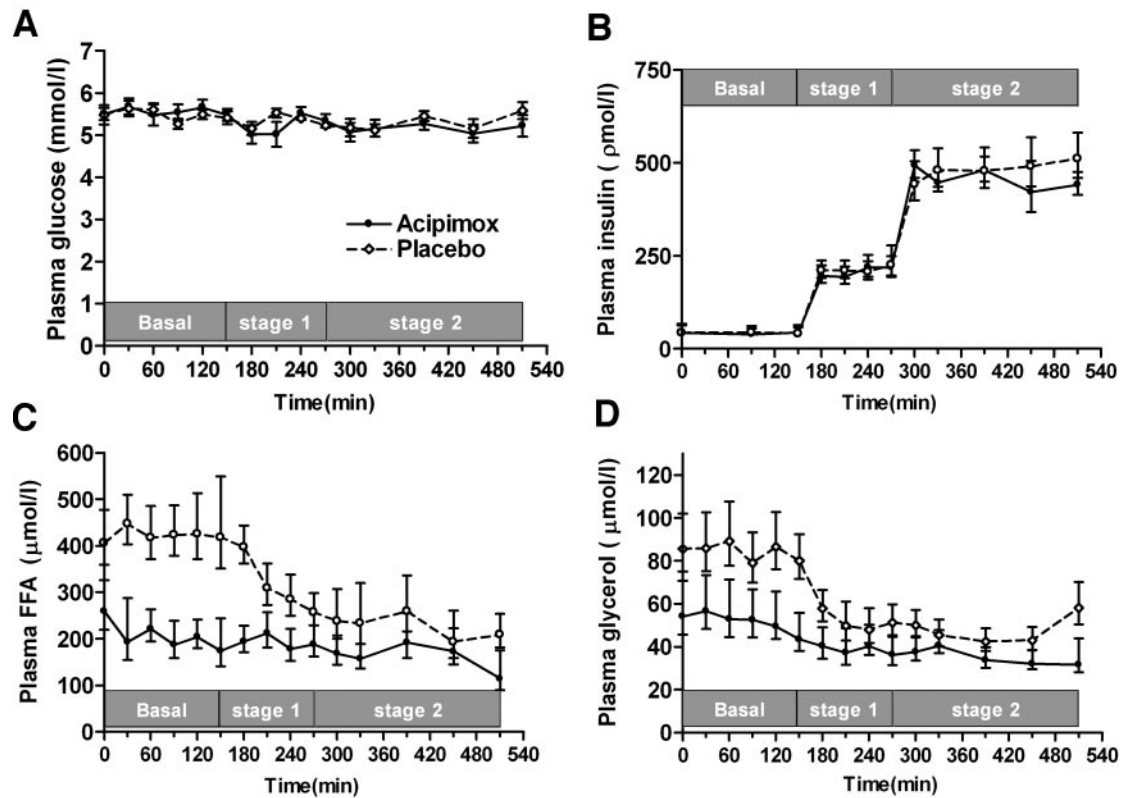 A
Plasma glucose (mmol/l)
7
6
5
4
3
2
1
0
Acipimox
Placebo
Basal stage 1 stage 2
0 60 120 180 240 300 360 420 480 540
Time(min)
B
Plasma insulin ( ρmol/l)
750
500
250
0
Basal stage 1 stage 2
0 60 120 180 240 300 360 420 480 540
Time(min)
C
Plasma FFA (μmol/l)
600
500
400
300
200
100
0
Basal stage 1 stage 2
0 60 120 180 240 300 360 420 480 540
Time(min)
D
Plasma glycerol ( μmol/l)
120
100
80
60
40
20
0
Basal stage 1 stage 2
0 60 120 180 240 300 360 420 480 540
Time(min)